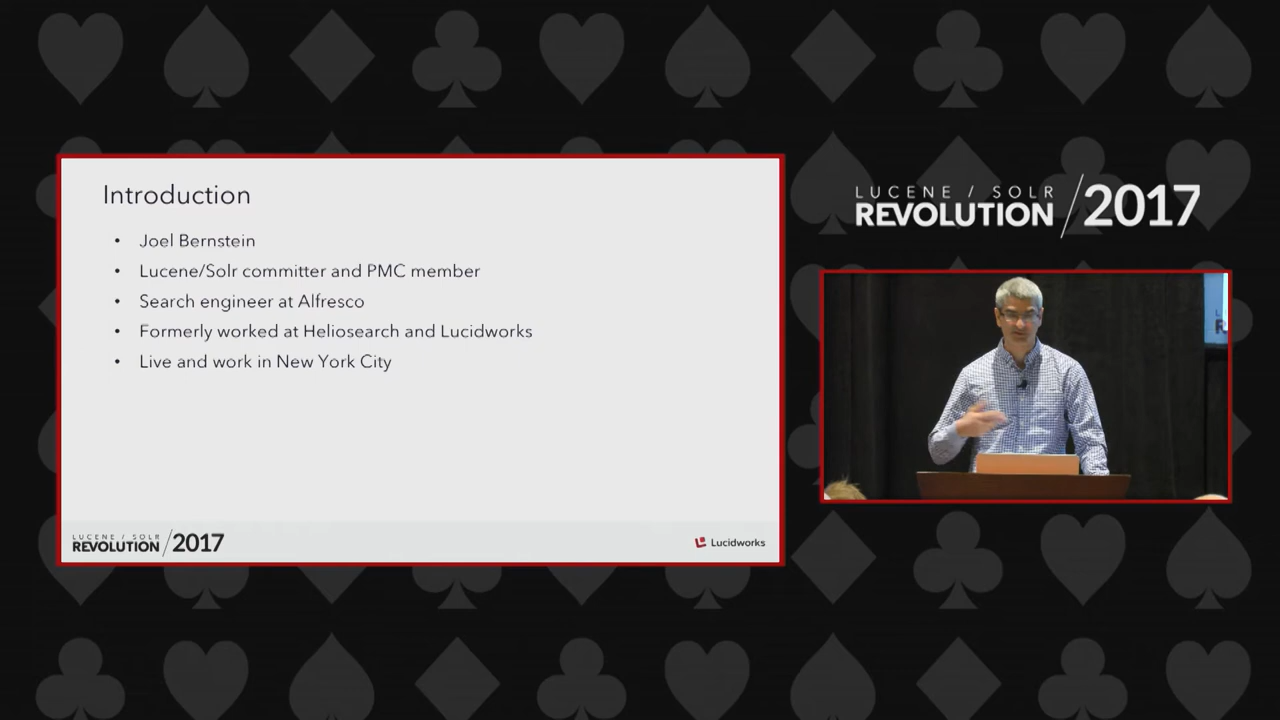 Introduction
• Joel Bernstein
• Lucene/Solr committer and PMC member
• Search engineer at Alfresco
• Formerly worked at Heliosearch and Lucidworks
• Live and work in New York City
LUCENE / SOLR
REVOLUTION/2017
Lucidworks
LUCENE / SOLR
REVOLUTION/2017